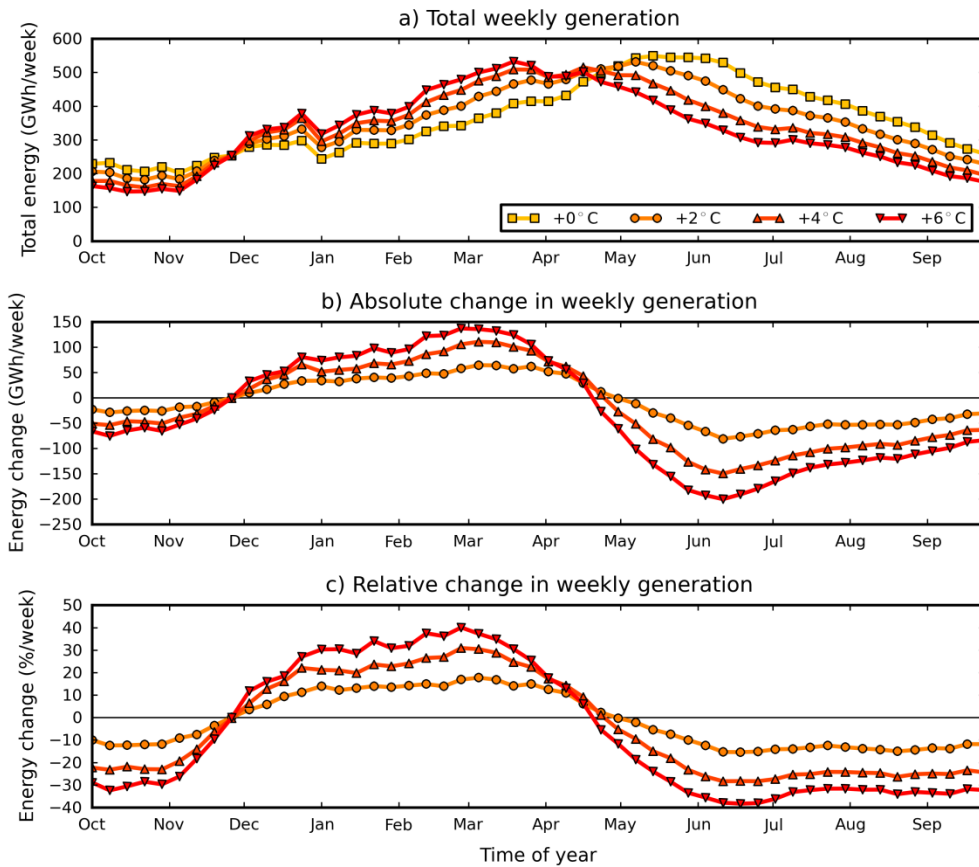 a) Total weekly generation
Total energy (GWh/week)
600
500
400
300
200
100
0
+0°C +2°C +4°C +6°C
Oct Nov Dec Jan Feb Mar Apr May Jun Jul Aug Sep
b) Absolute change in weekly generation
Energy change (GWh/week)
150
100
50
0
−50
−100
−150
−200
−250
Oct Nov Dec Jan Feb Mar Apr May Jun Jul Aug Sep
c) Relative change in weekly generation
Energy change (%/week)
50
40
30
20
10
0
−10
−20
−30
−40
Oct Nov Dec Jan Feb Mar Apr May Jun Jul Aug Sep
Time of year